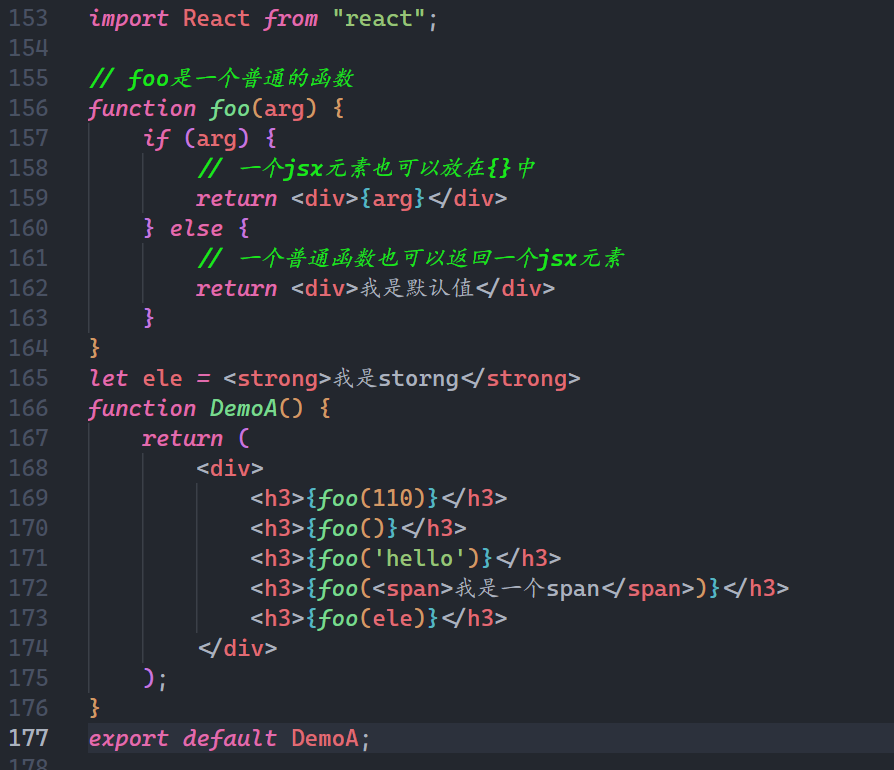 153 import React from "react";
154
155 // foo是一个普通的函数
156 function foo(arg) {
157     if (arg) {
158         // 一个jsx元素也可以放在{}中
159         return <div>{arg}</div>
160     } else {
161         // 一个普通函数也可以返回一个jsx元素
162         return <div>我是默认值</div>
163     }
164 }
165 let ele = <strong>我是storng</strong>
166 function DemoA() {
167     return (
168         <div>
169             <h3>{foo(110)}</h3>
170             <h3>{foo()}</h3>
171             <h3>{foo('hello')}</h3>
172             <h3>{foo(<span>我是一个span</span>)}</h3>
173             <h3>{foo(ele)}</h3>
174         </div>
175     );
176 }
177 export default DemoA;
178